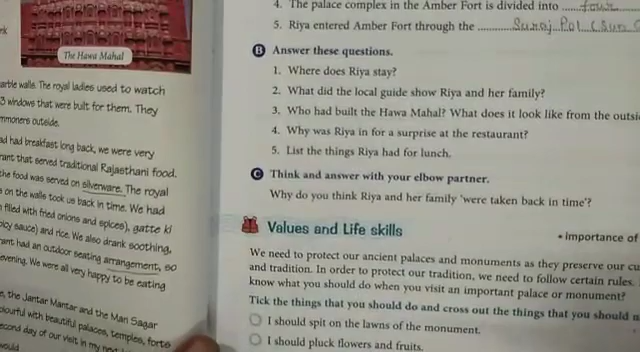 The Hawa Mahal
arble walls. The royal ladies used to watch
3 windows that were built for them. They
mmoners outside.
ad had breakfast long back, we were very
rant that served traditional Rajasthani food.
the food was served on silverware. The royal
s on the walls took us back in time. We had
filled with fried onions and spices), gatte ki
picy sauce) and rice. We also drank soothing,
rant had an outdoor seating arrangement, so
evening. We were all very happy to be eating
e, the Jantar Mantar and the Man Sagar
olourful with beautiful palaces, temples, forts
econd day of our visit in my next
would
4. The palace complex in the Amber Fort is divided into four
5. Riya entered Amber Fort through the Suraj Pol (Sun
B Answer these questions.
1. Where does Riya stay?
2. What did the local guide show Riya and her family?
3. Who had built the Hawa Mahal? What does it look like from the outsi
4. Why was Riya in for a surprise at the restaurant?
5. List the things Riya had for lunch.
C Think and answer with your elbow partner.
Why do you think Riya and her family ‘were taken back in time’?
Values and Life skills
• Importance of
We need to protect our ancient palaces and monuments as they preserve our cu
and tradition. In order to protect our tradition, we need to follow certain rules.
know what you should do when you visit an important palace or monument?
Tick the things that you should do and cross out the things that you should n
I should spit on the lawns of the monument.
I should pluck flowers and fruits.